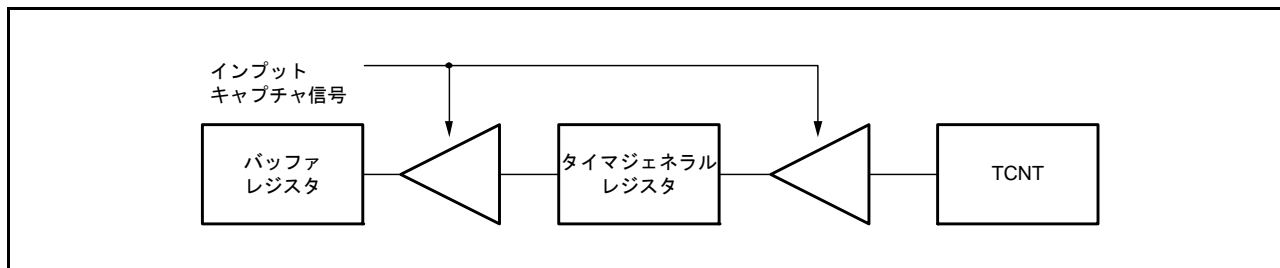 インプット
キャプチャ信号
バッファ
レジスタ
タイマジェネラル
レジスタ
TCNT